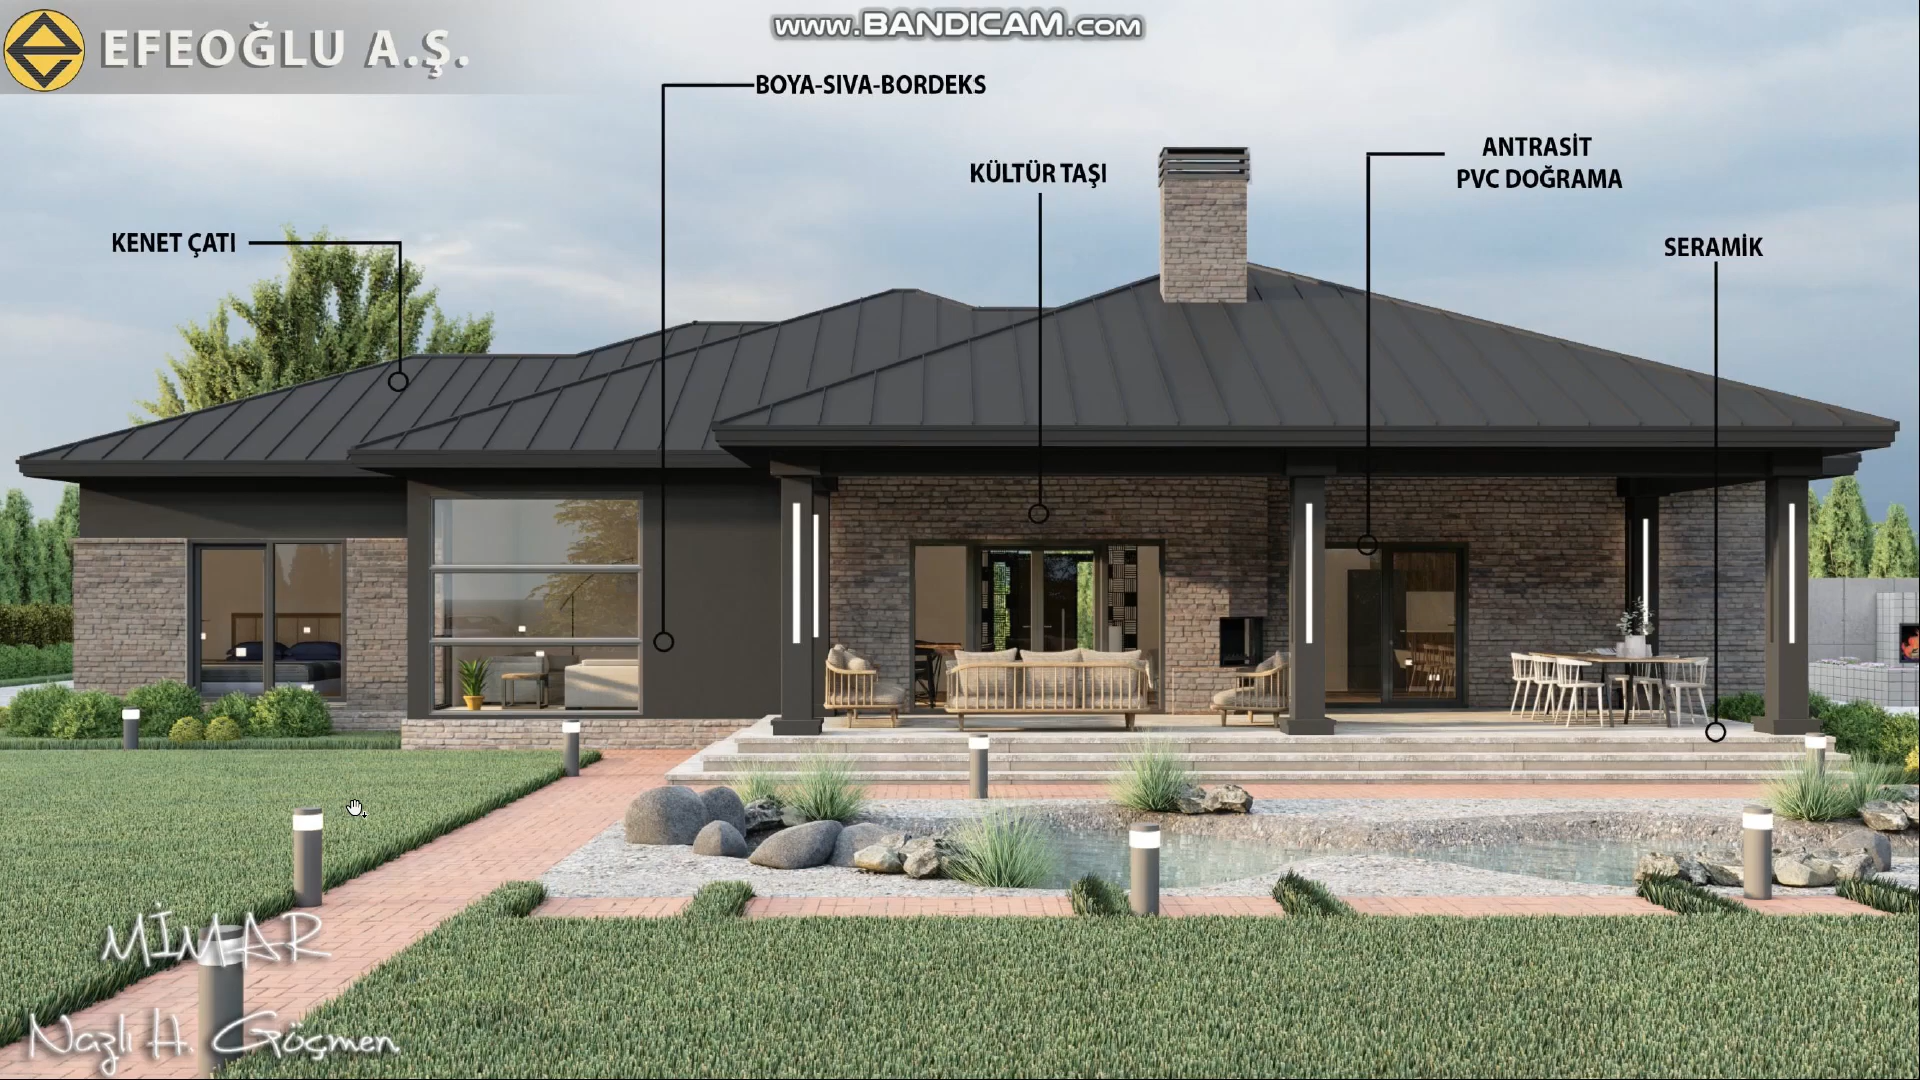 EFEOĞLU A.Ş.
www.BANDICAM.com
BOYA-SIVA-BORDEKS
ANTRASİT
PVC DOĞRAMA
KÜLTÜR TAŞI
KENET ÇATI
SERAMİK
MİMAR
Nazlı H. Göçmen